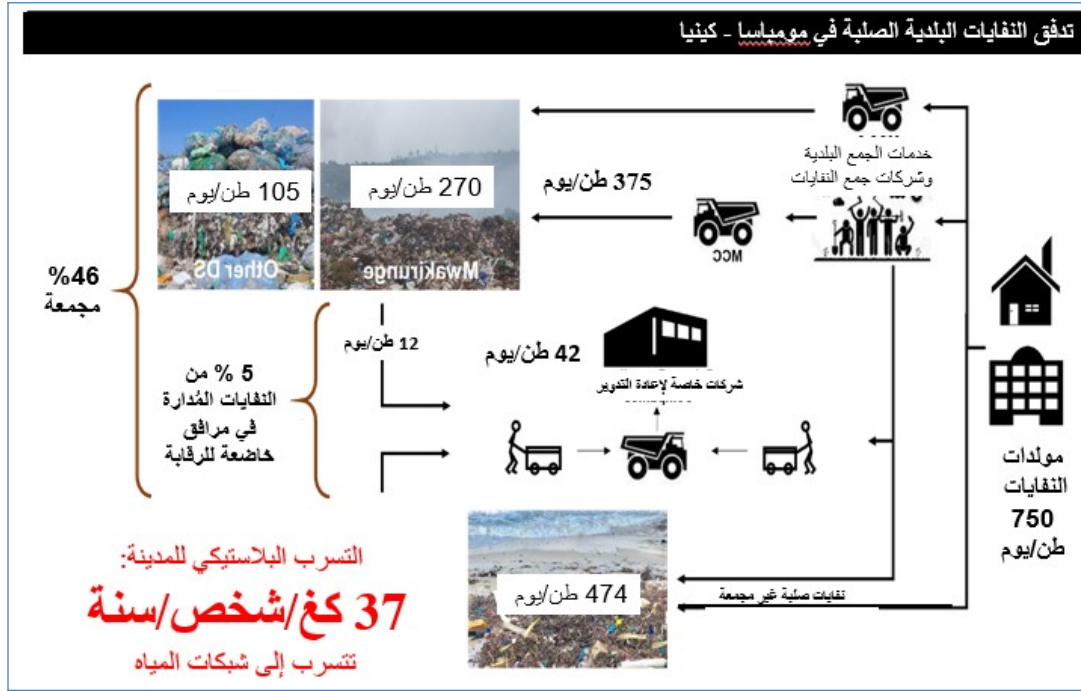 تدفق النفايات البلدية الصلبة في مومباسا - كينيا
خدمات الجمع البلدية
وشركات جمع النفايات
375 طن/يوم
MCC
270 طن/يوم
Mwakirunge
105 طن/يوم
Other DS
46%
مجمعة
12 طن/يوم
42 طن/يوم
شركات خاصة لإعادة التدوير
5 % من
النفايات المُدارة
في مرافق
خاضعة للرقابة
مولدات
النفايات
750
طن/يوم
474 طن/يوم
نفايات صلبة غير مجمعة
التسرب البلاستيكي للمدينة:
37 كغ/شخص/سنة
تتسرب إلى شبكات المياه